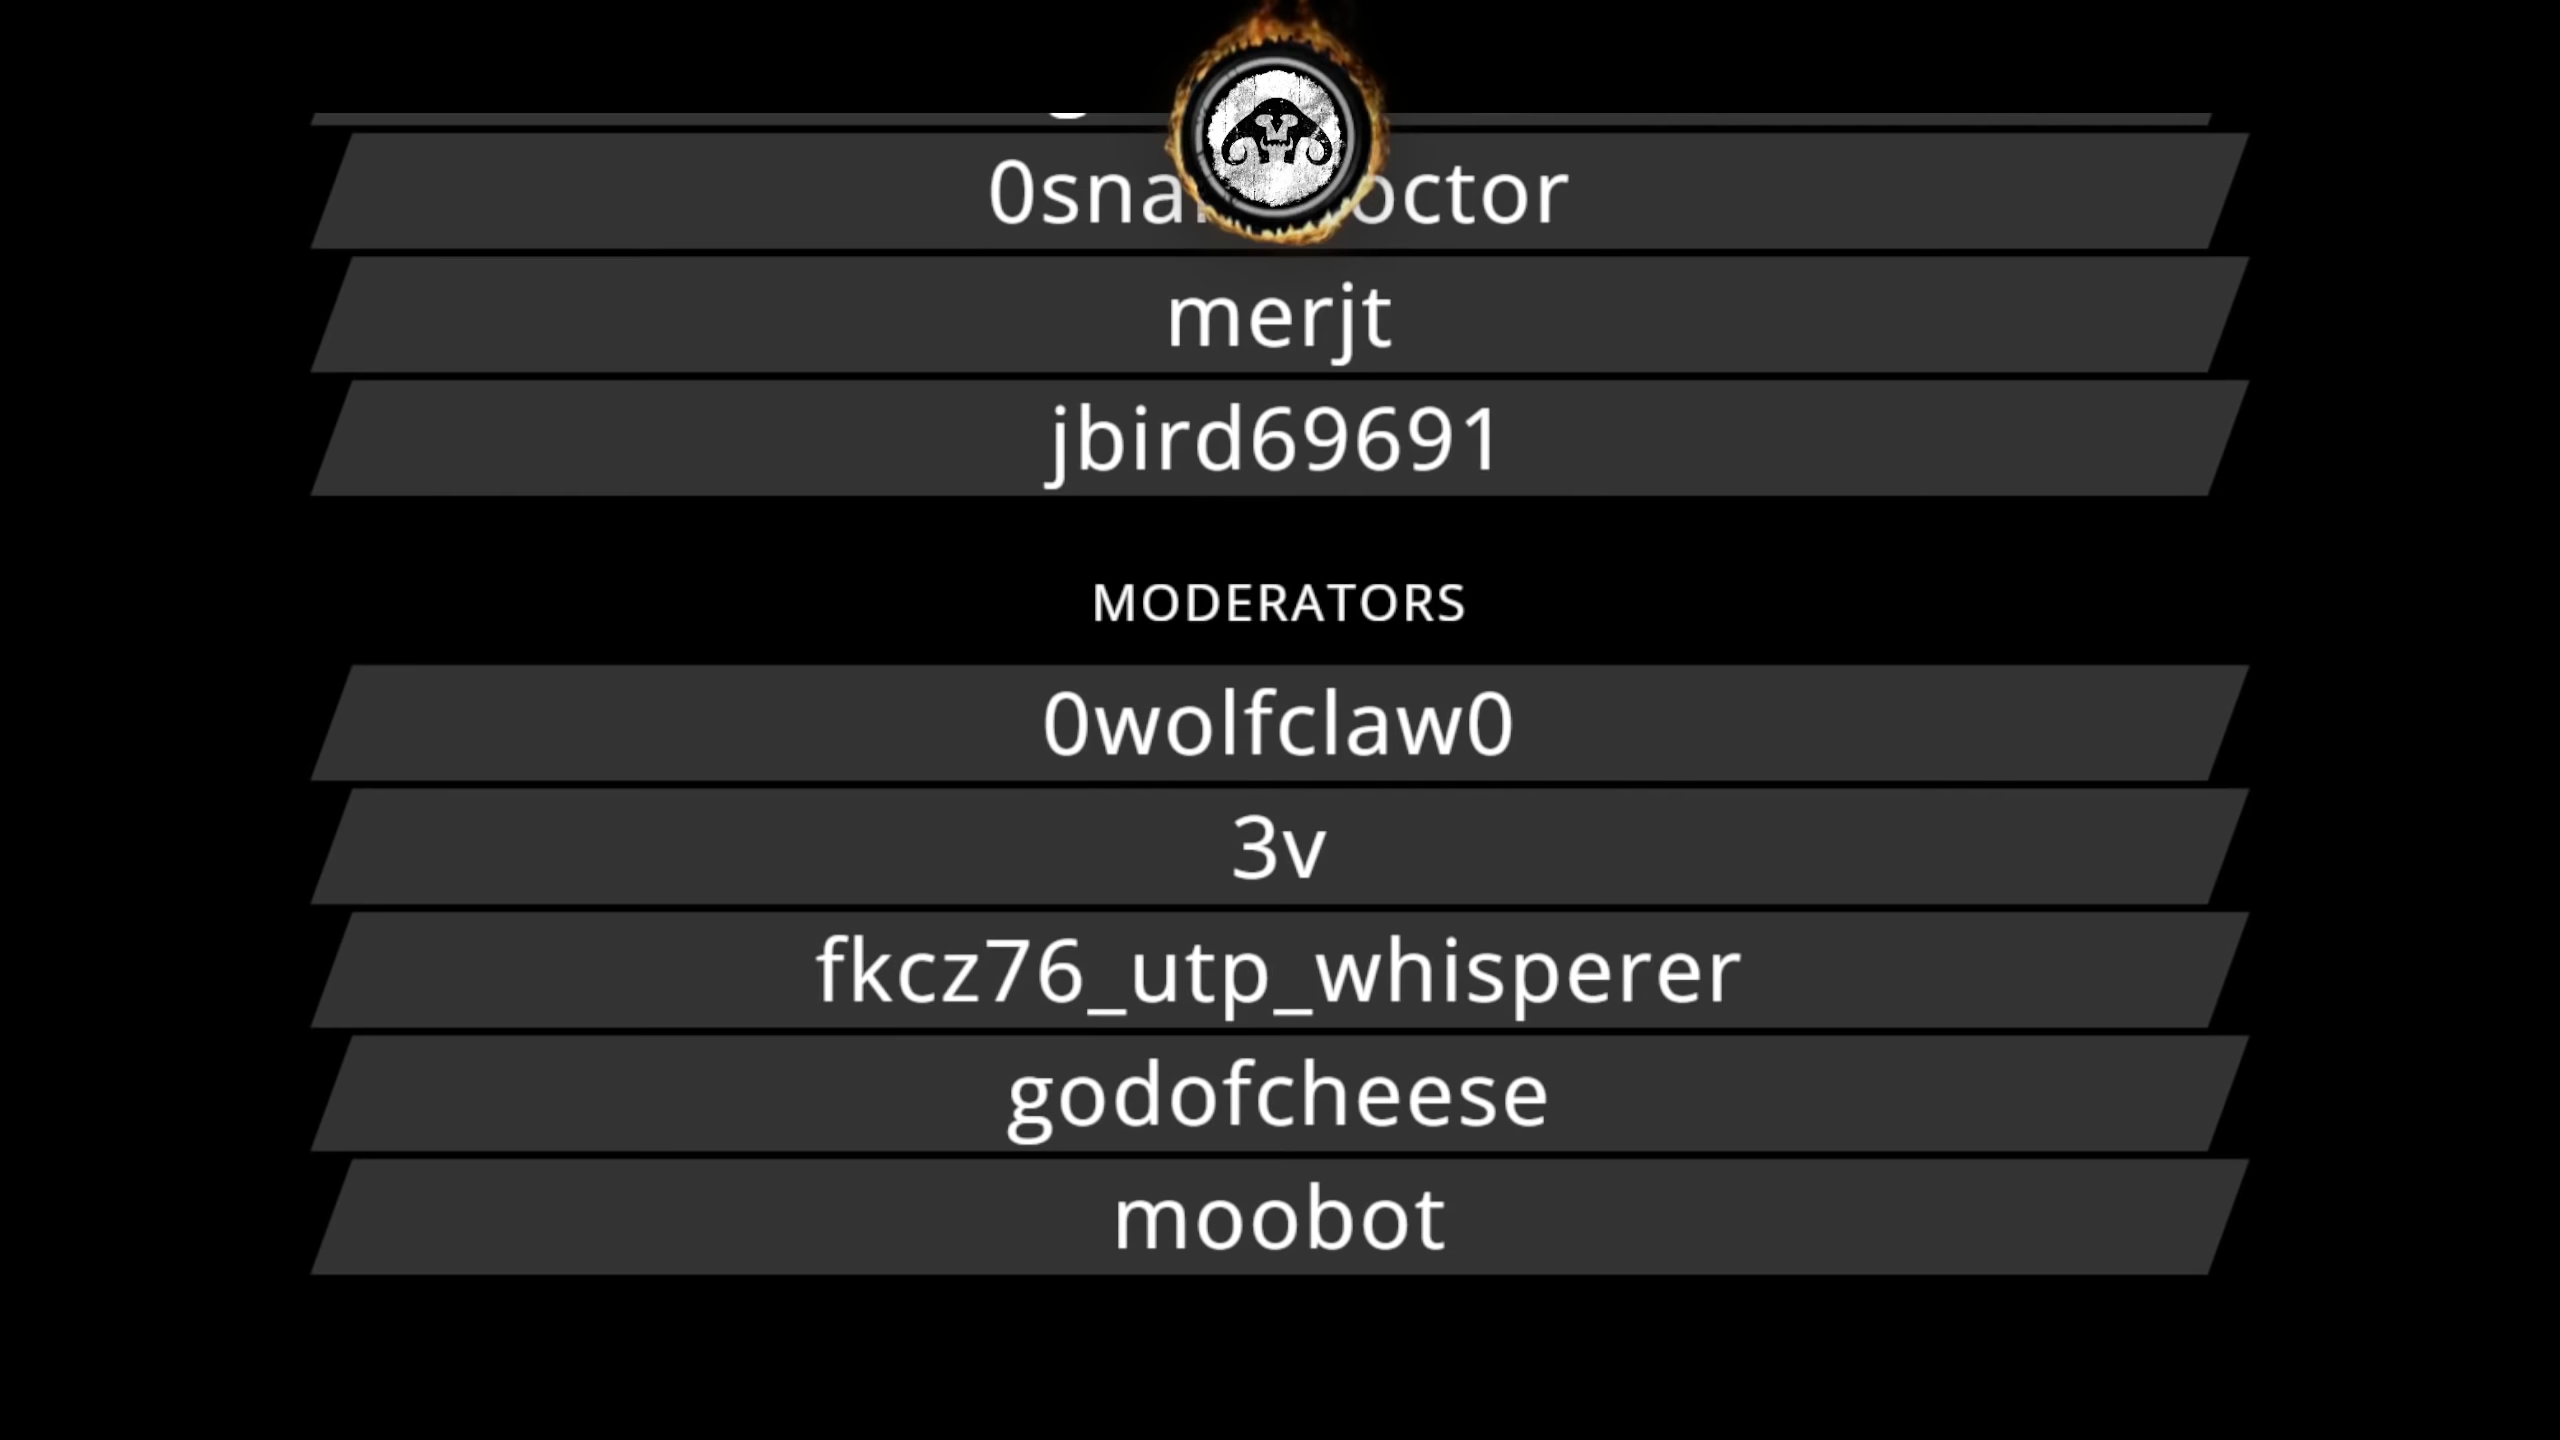 merjt
jbird69691
MODERATORS
0wolfclaw0
3v
fkcz76_utp_whisperer
godofcheese
moobot